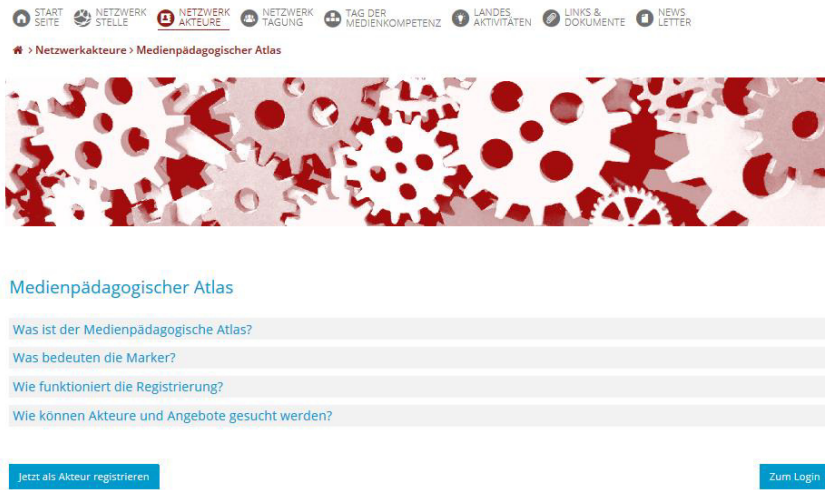 START
SEITE
NETZWERK
STELLE
NETZWERK
AKTEURE
NETZWERK
TAGUNG
TAG DER
MEDIENKOMPETENZ
LANDES
AKTIVITÄTEN
LINKS &
DOKUMENTE
NEWS
LETTER
> Netzwerkakteure > Medienpädagogischer Atlas
Medienpädagogischer Atlas
Was ist der Medienpädagogische Atlas?
Was bedeuten die Marker?
Wie funktioniert die Registrierung?
Wie können Akteure und Angebote gesucht werden?
Jetzt als Akteur registrieren
Zum Login